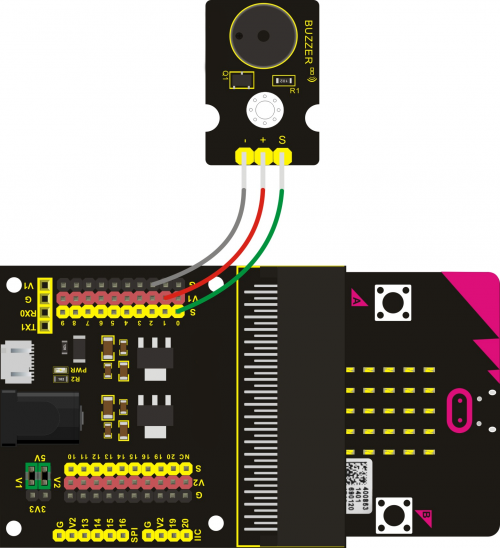 BUZZER
Q1
R1
- + S
V1
G
RX0
TX1
G
V1
S
9 8 7 6 5 4 3 2 1 0
PWR
R2
A
5V
V1
V2
3V3
10 11 12 13 14 15 16 19 20 NC
S
V2
G
G V2 13 14 15 16 SPI
G V2 19 20 IIC
B